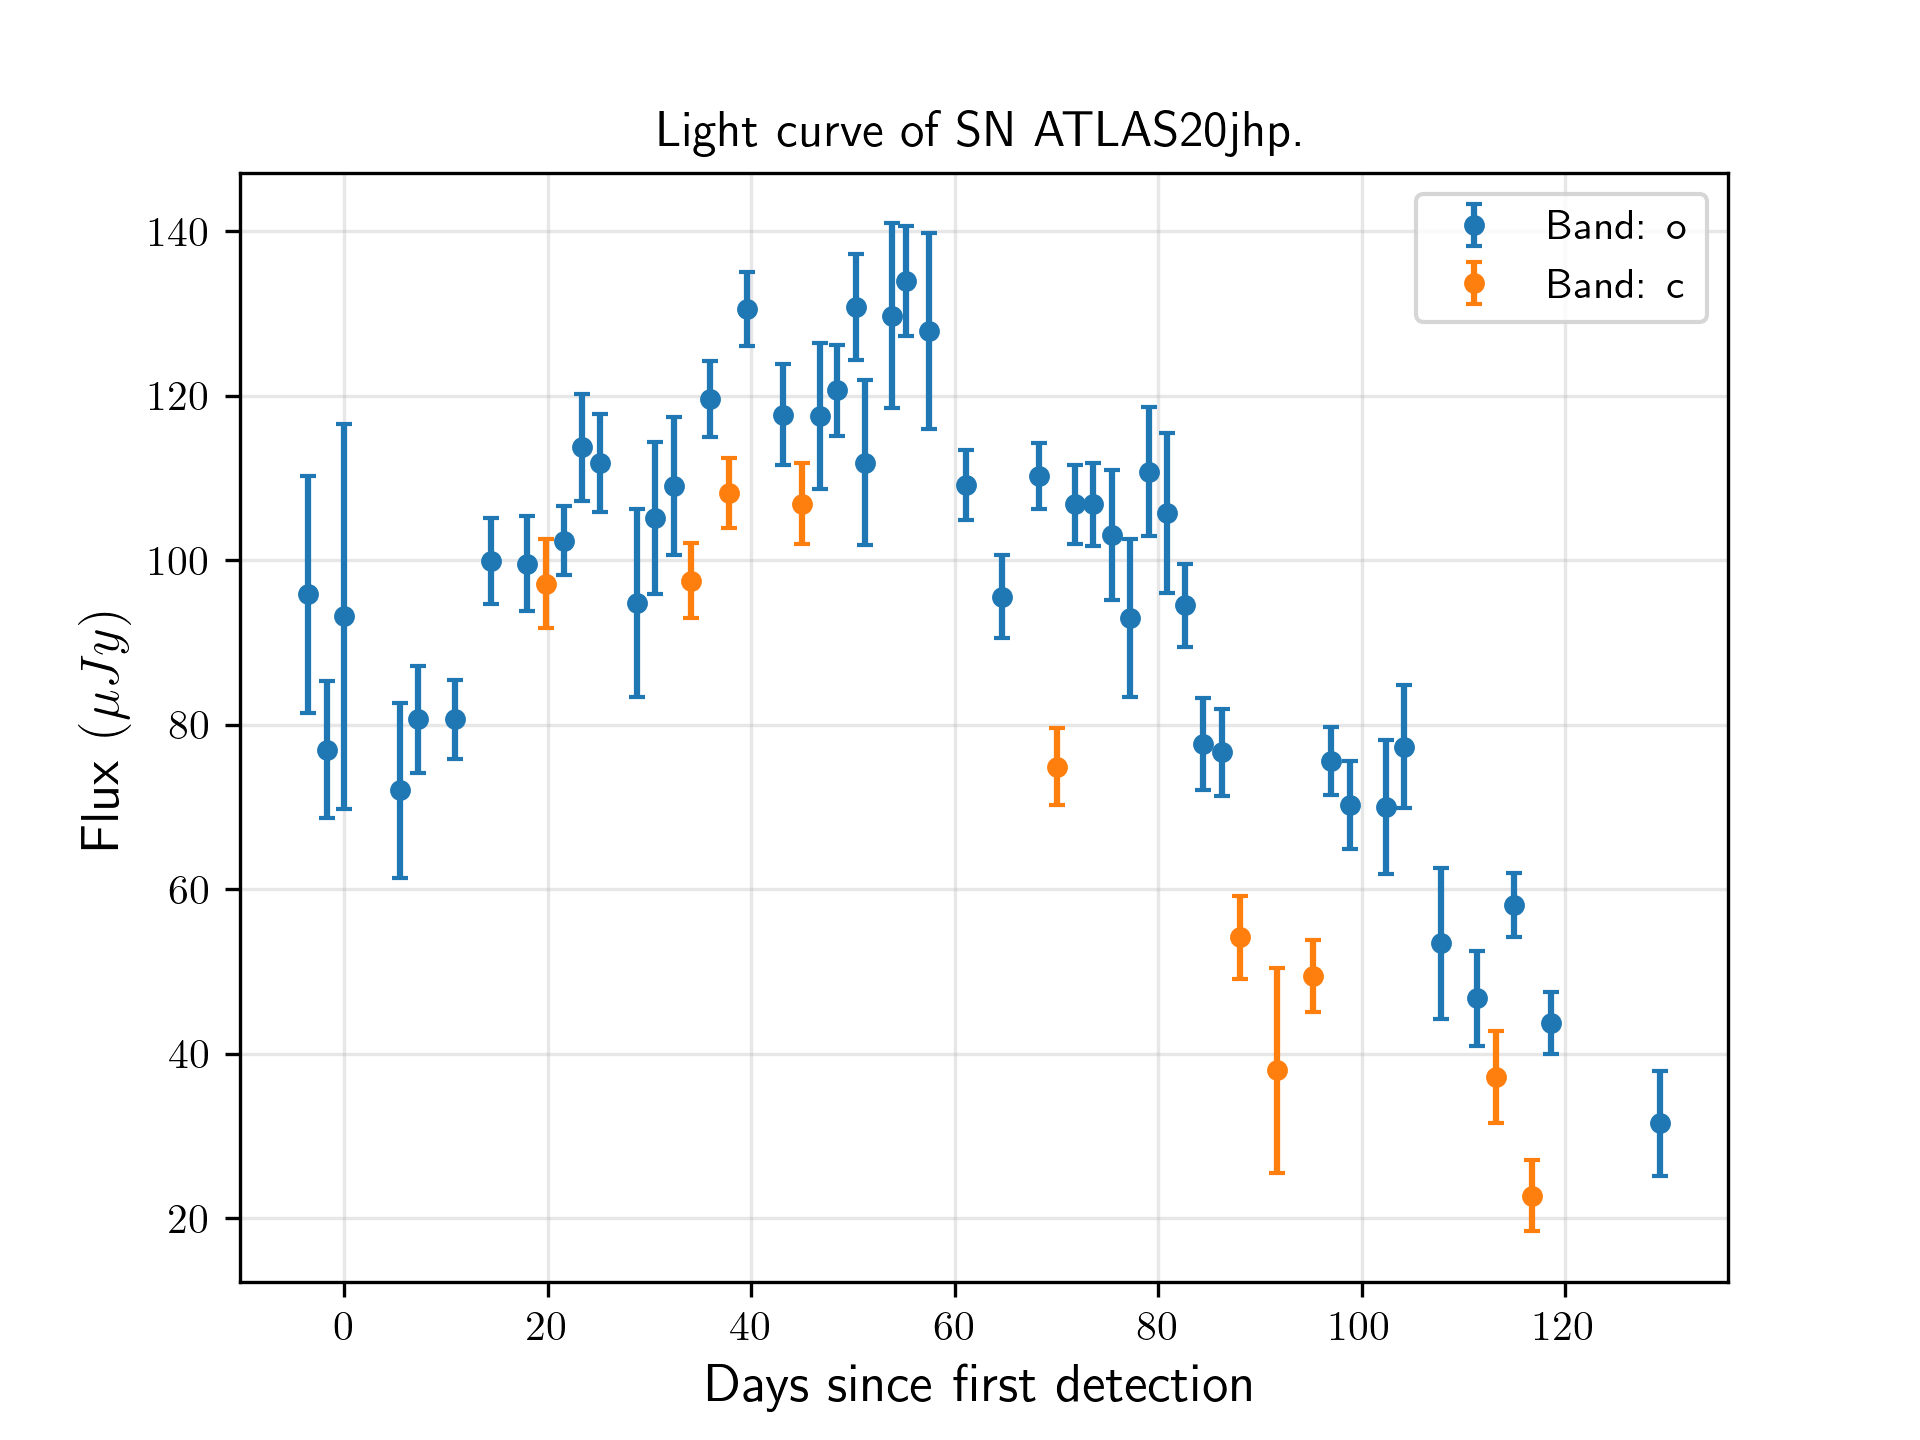 Light curve of SN ATLAS20jhp.
Band: o
Band: c
140
120
100
80
60
40
20
Flux (μJy)
0 20 40 60 80 100 120
Days since first detection